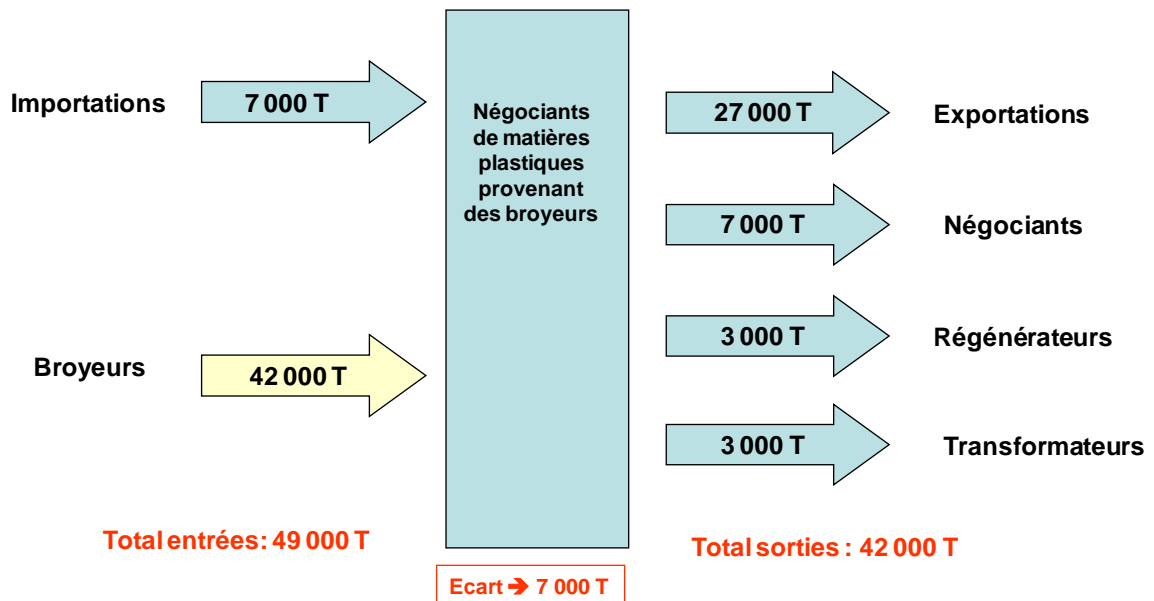 Importations
7 000 T
Broyeurs
42 000 T
Négociants
de matières
plastiques
provenant
des broyeurs
27 000 T
Exportations
7 000 T
Négociants
3 000 T
Régénérateurs
3 000 T
Transformateurs
Total entrées: 49 000 T
Total sorties : 42 000 T
Ecart ➔ 7 000 T